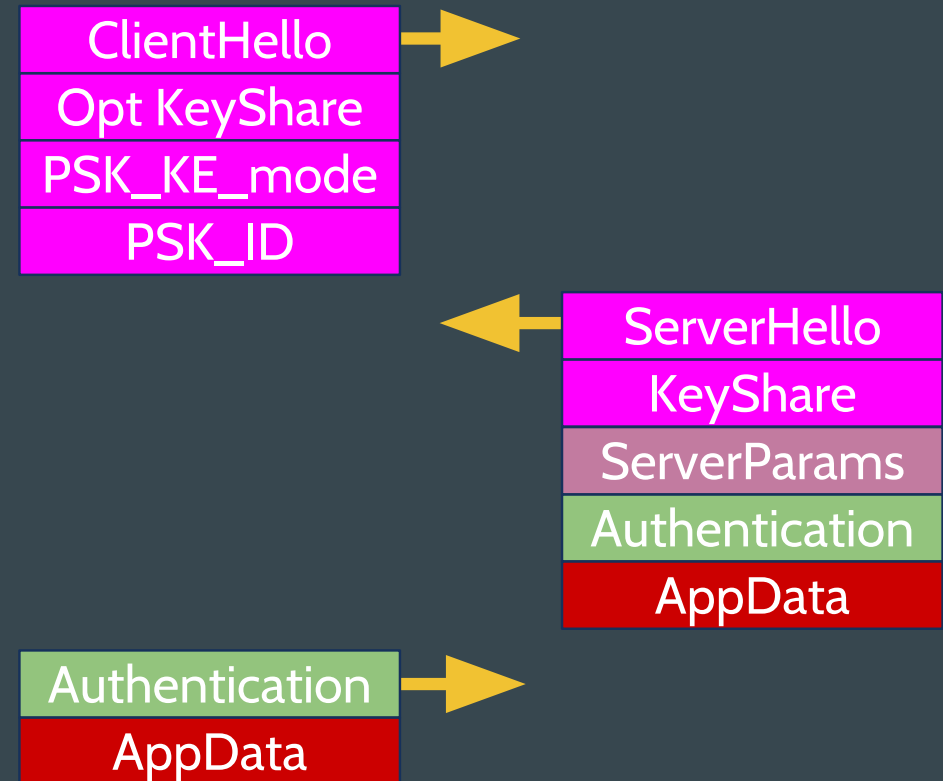 ClientHello
Opt KeyShare
PSK_KE_mode
PSK_ID
ServerHello
KeyShare
ServerParams
Authentication
AppData
Authentication
AppData